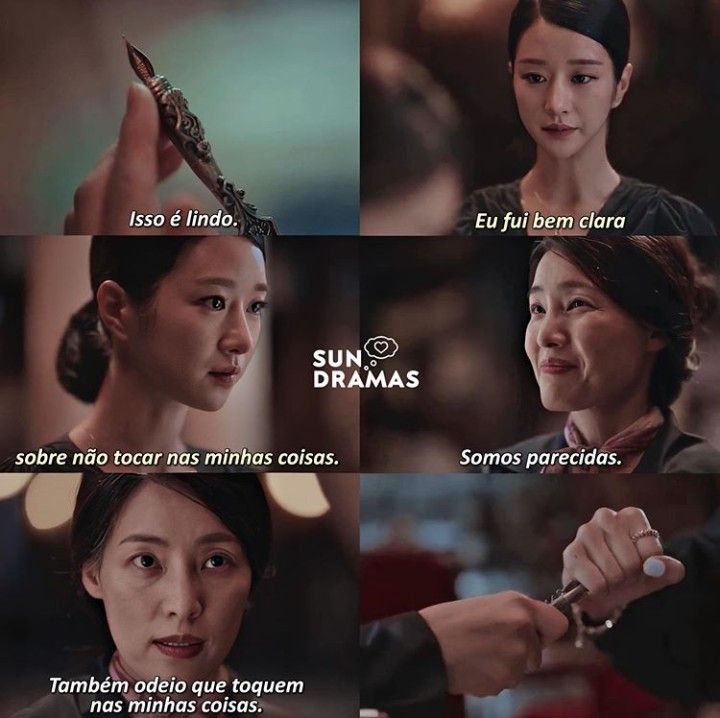 Isso é lindo.
Eu fui bem clara
sobre não tocar nas minhas coisas.
SUN
DRAMAS
Somos parecidas.
Também odeio que toquem
nas minhas coisas.